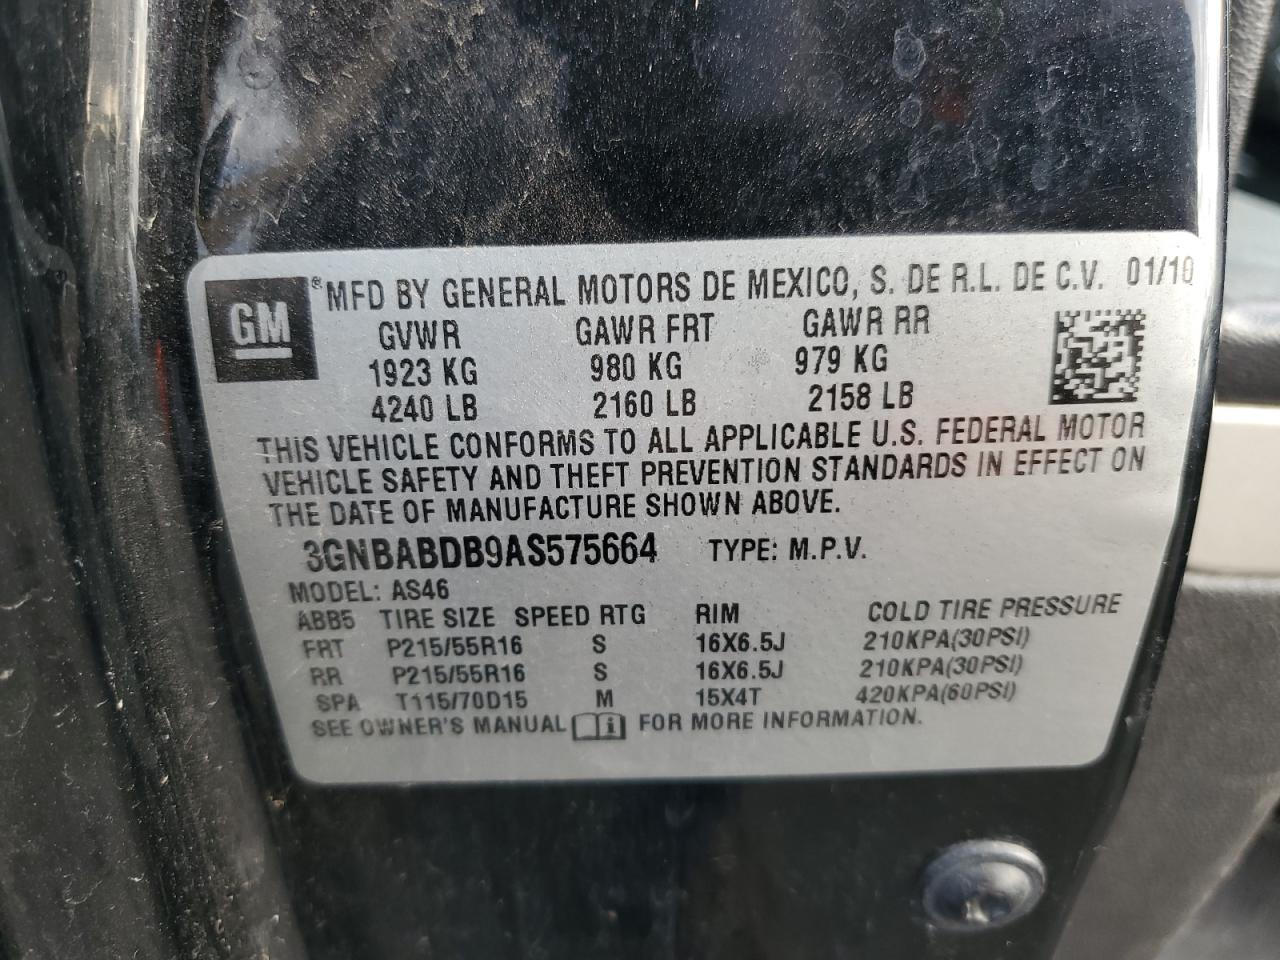 GM ® MFD BY GENERAL MOTORS DE MEXICO, S. DE R.L. DE C.V. 01/10
GVWR GAWR FRT GAWR RR
1923 KG 980 KG 979 KG
4240 LB 2160 LB 2158 LB
THIS VEHICLE CONFORMS TO ALL APPLICABLE U.S. FEDERAL MOTOR
VEHICLE SAFETY AND THEFT PREVENTION STANDARDS IN EFFECT ON
THE DATE OF MANUFACTURE SHOWN ABOVE.
3GNBABDB9AS575664 TYPE: M.P.V.
MODEL: AS46
ABB5 TIRE SIZE SPEED RTG RIM COLD TIRE PRESSURE
FRT P215/55R16 S 16X6.5J 210KPA(30PSI)
RR P215/55R16 S 16X6.5J 210KPA(30PSI)
SPA T115/70D15 M 15X4T 420KPA(60PSI)
SEE OWNER'S MANUAL i FOR MORE INFORMATION.